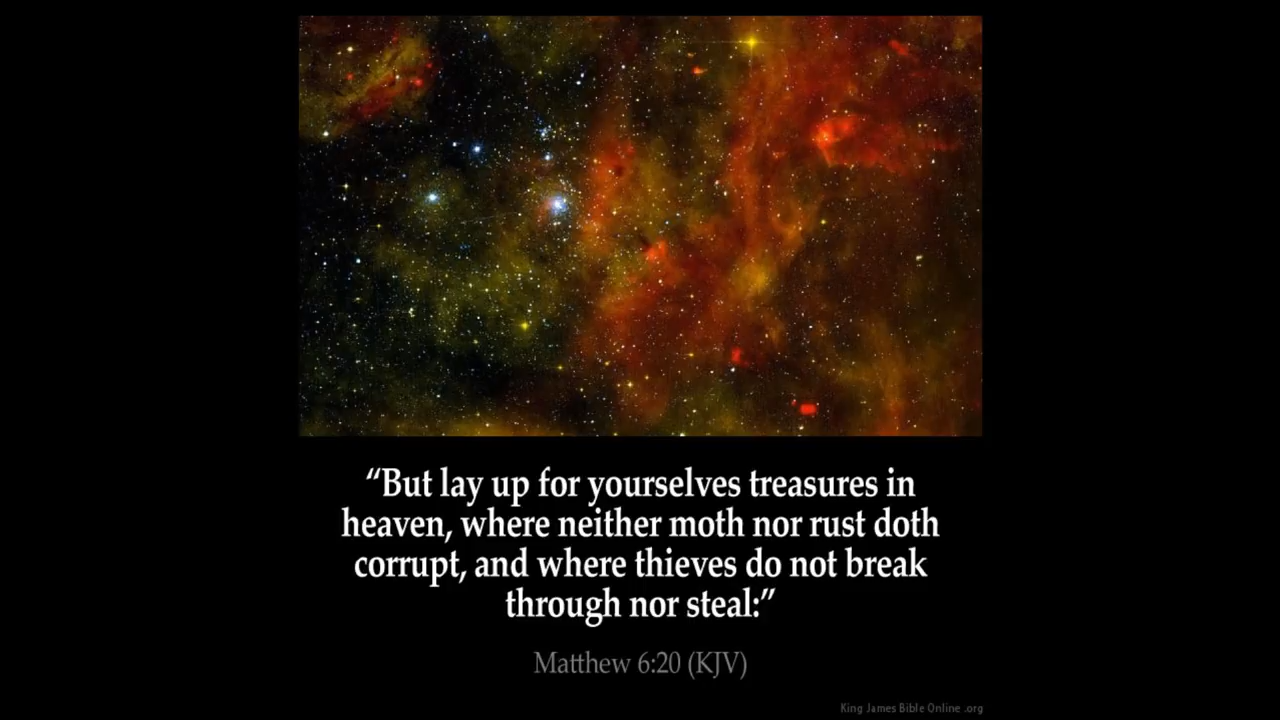 “But lay up for yourselves treasures in
heaven, where neither moth nor rust doth
corrupt, and where thieves do not break
through nor steal:”
Matthew 6:20 (KJV)
King James Bible Online .org